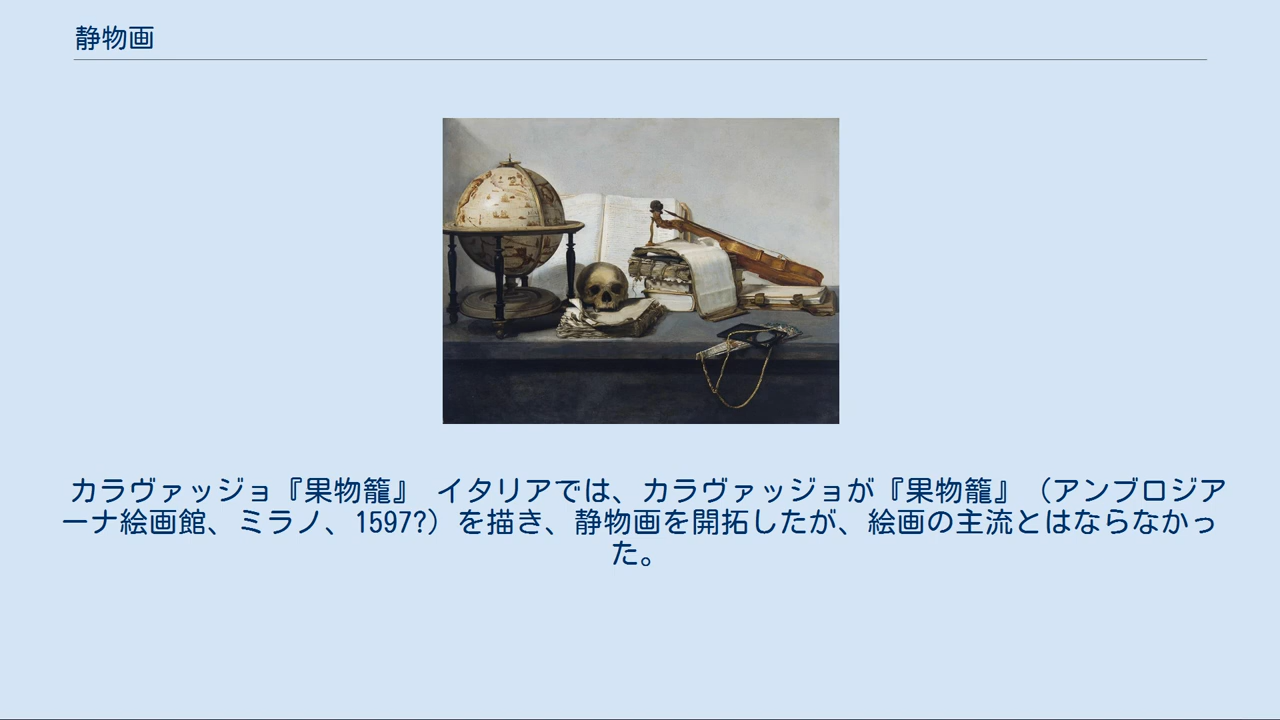 静物画
カラヴァッジョ『果物籠』 イタリアでは、カラヴァッジョが『果物籠』（アンブロジア
ーナ絵画館、ミラノ、1597?）を描き、静物画を開拓したが、絵画の主流とはならなかっ
た。